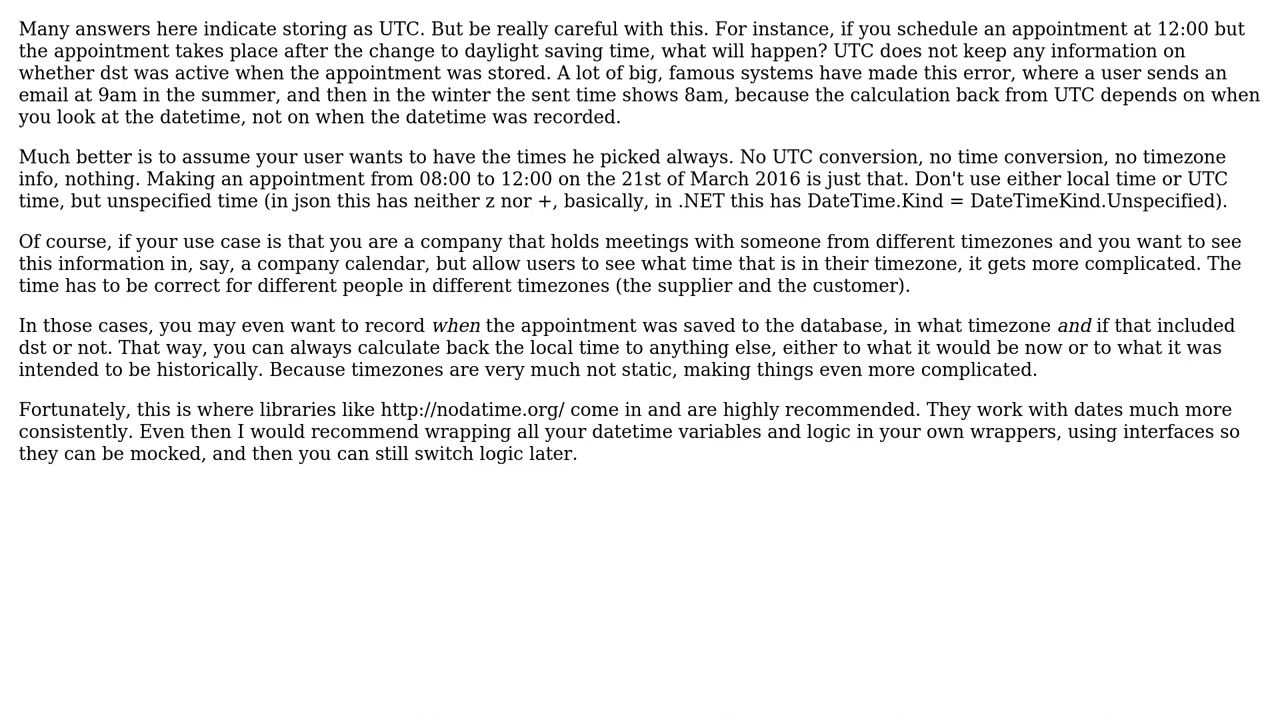 Many answers here indicate storing as UTC. But be really careful with this. For instance, if you schedule an appointment at 12:00 but
the appointment takes place after the change to daylight saving time, what will happen? UTC does not keep any information on
whether dst was active when the appointment was stored. A lot of big, famous systems have made this error, where a user sends an
email at 9am in the summer, and then in the winter the sent time shows 8am, because the calculation back from UTC depends on when
you look at the datetime, not on when the datetime was recorded.
Much better is to assume your user wants to have the times he picked always. No UTC conversion, no time conversion, no timezone
info, nothing. Making an appointment from 08:00 to 12:00 on the 21st of March 2016 is just that. Don't use either local time or UTC
time, but unspecified time (in json this has neither z nor +, basically, in .NET this has DateTime.Kind = DateTimeKind.Unspecified).
Of course, if your use case is that you are a company that holds meetings with someone from different timezones and you want to see
this information in, say, a company calendar, but allow users to see what time that is in their timezone, it gets more complicated. The
time has to be correct for different people in different timezones (the supplier and the customer).
In those cases, you may even want to record when the appointment was saved to the database, in what timezone and if that included
dst or not. That way, you can always calculate back the local time to anything else, either to what it would be now or to what it was
intended to be historically. Because timezones are very much not static, making things even more complicated.
Fortunately, this is where libraries like http://nodatime.org/ come in and are highly recommended. They work with dates much more
consistently. Even then I would recommend wrapping all your datetime variables and logic in your own wrappers, using interfaces so
they can be mocked, and then you can still switch logic later.